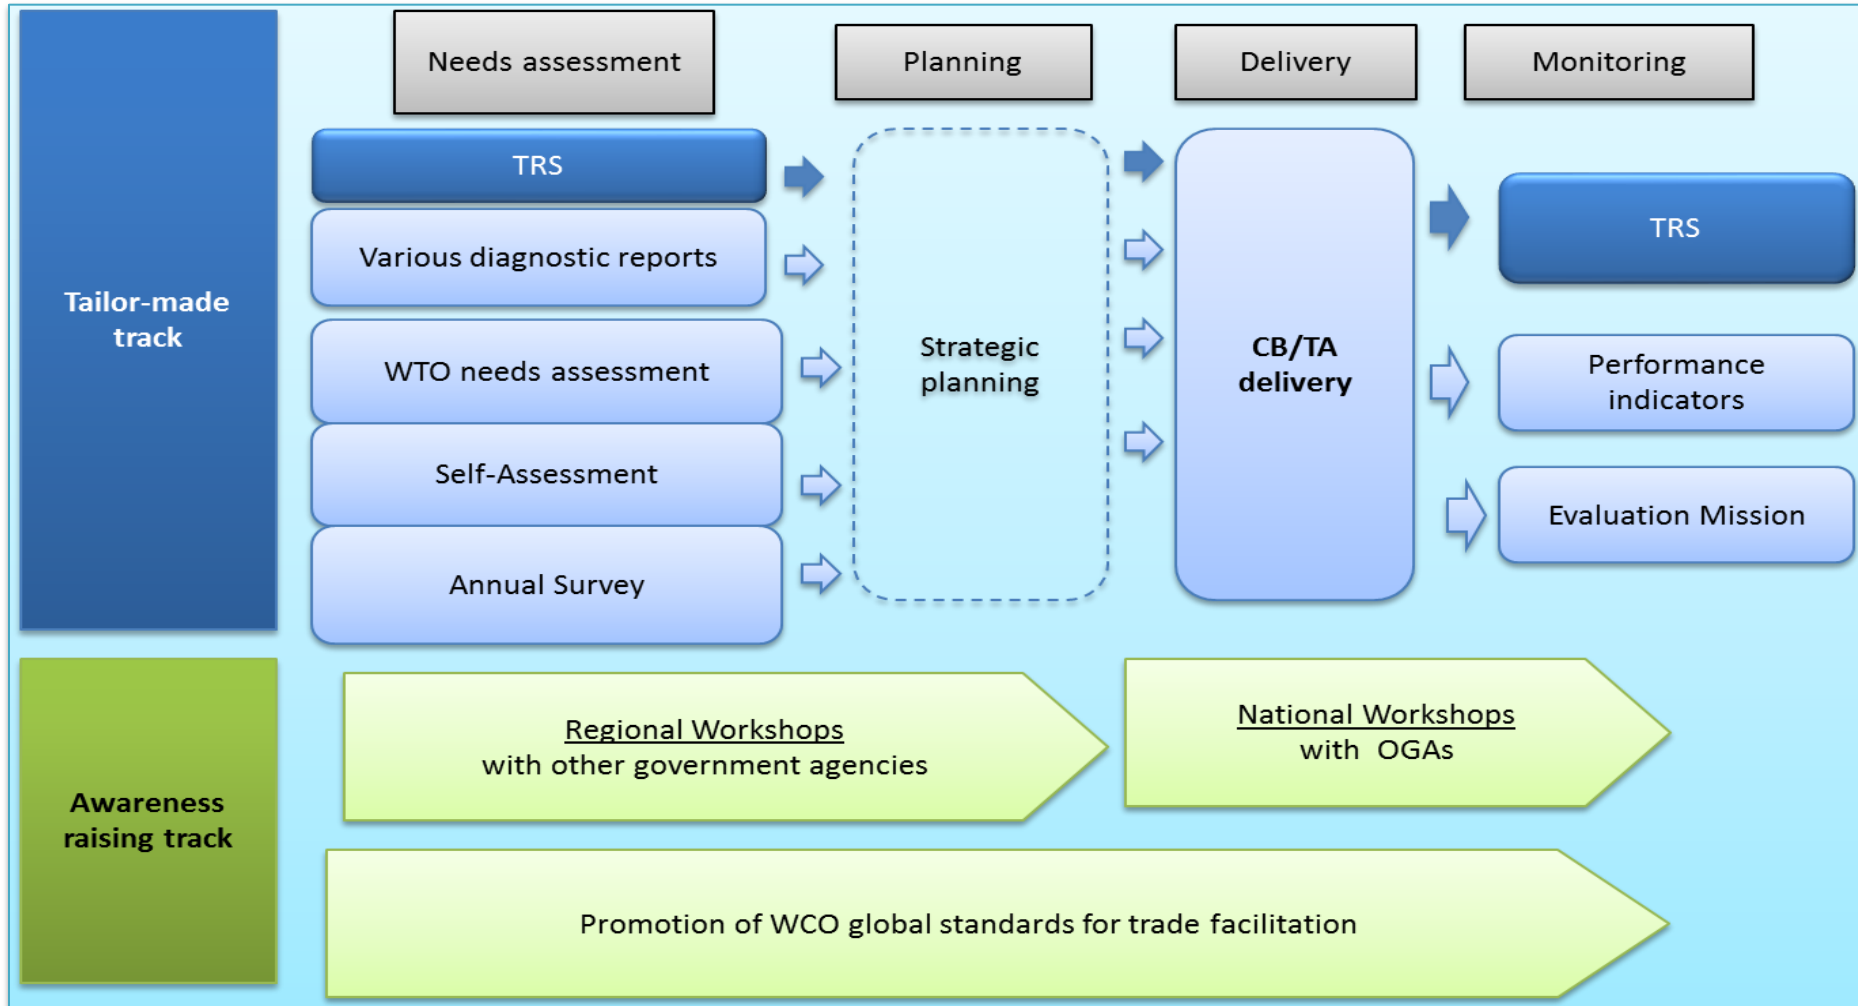 Needs assessment
Planning
Delivery
Monitoring
Tailor-made
track
TRS
Various diagnostic reports
WTO needs assessment
Self-Assessment
Annual Survey
Strategic
planning
CB/TA
delivery
TRS
Performance
indicators
Evaluation Mission
Awareness
raising track
Regional Workshops
with other government agencies
National Workshops
with OGAs
Promotion of WCO global standards for trade facilitation